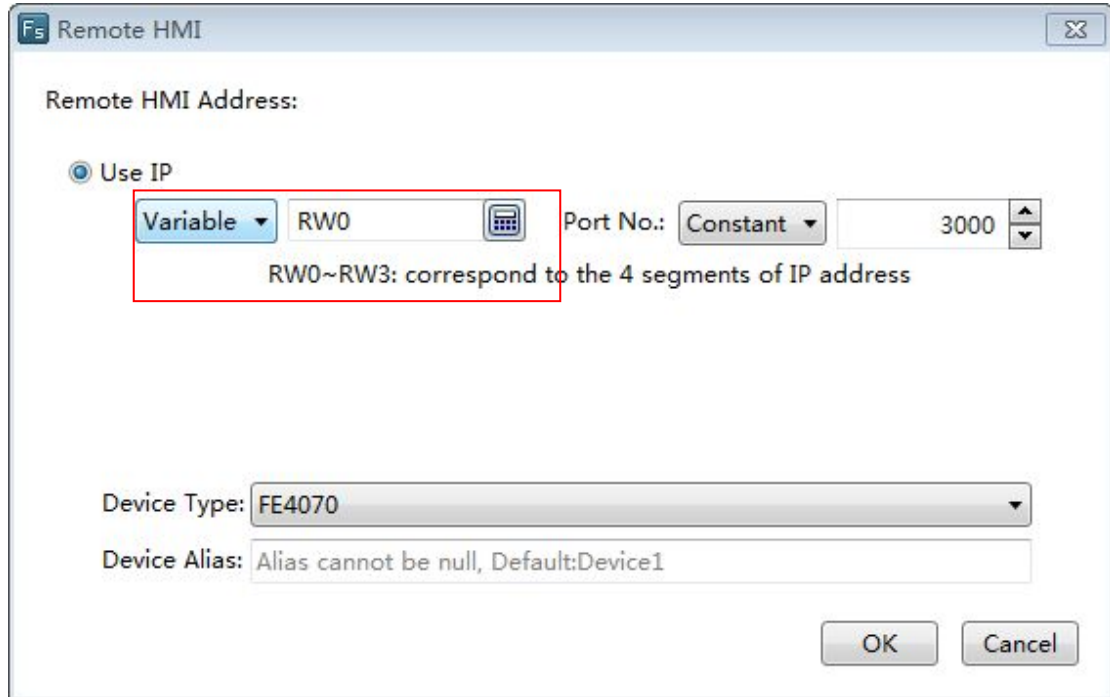 Fs Remote HMI
Remote HMI Address:
Use IP
Variable RW0 Port No.: Constant 3000
RW0~RW3: correspond to the 4 segments of IP address
Device Type: FE4070
Device Alias: Alias cannot be null, Default:Device1
OK Cancel